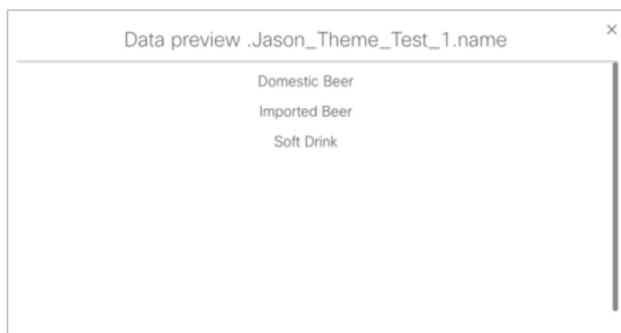 Data preview .Jason_Theme_Test_1.name
Domestic Beer
Imported Beer
Soft Drink